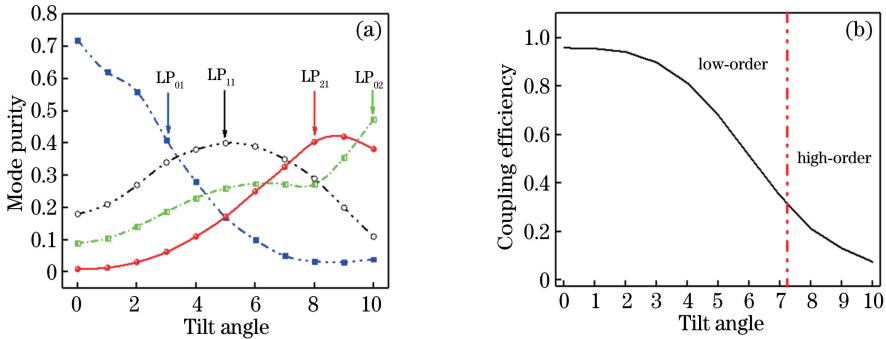 (a)
0.8
0.7
0.6
0.5
0.4
0.3
0.2
0.1
0
Mode purity
LP01
LP11
LP21
LP02
0 2 4 6 8 10
Tilt angle
(b)
1.0
0.8
0.6
0.4
0.2
0
Coupling efficiency
low-order
high-order
0 1 2 3 4 5 6 7 8 9 10
Tilt angle